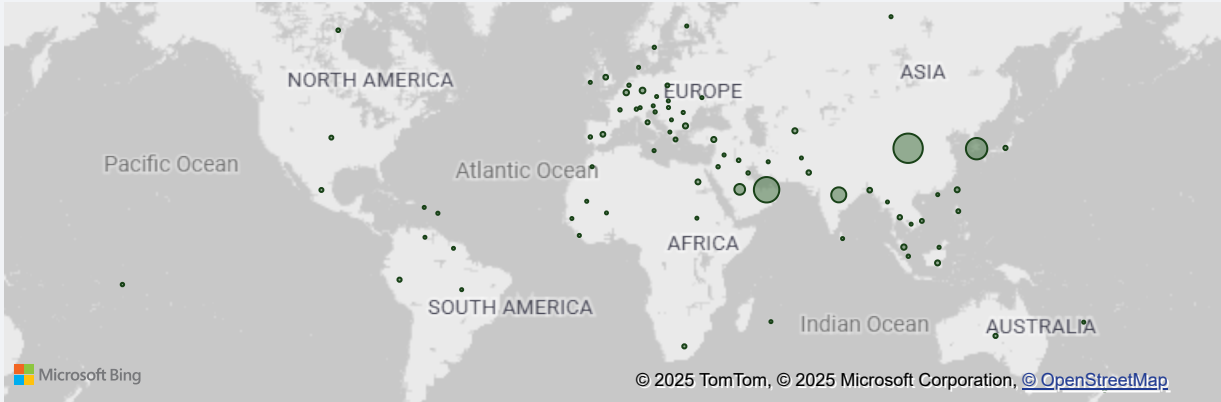 ASIA
NORTH AMERICA
EUROPE
Pacific Ocean
Atlantic Ocean
AFRICA
SOUTH AMERICA
Indian Ocean
AUSTRALIA
Microsoft Bing
© 2025 TomTom, © 2025 Microsoft Corporation, © OpenStreetMap